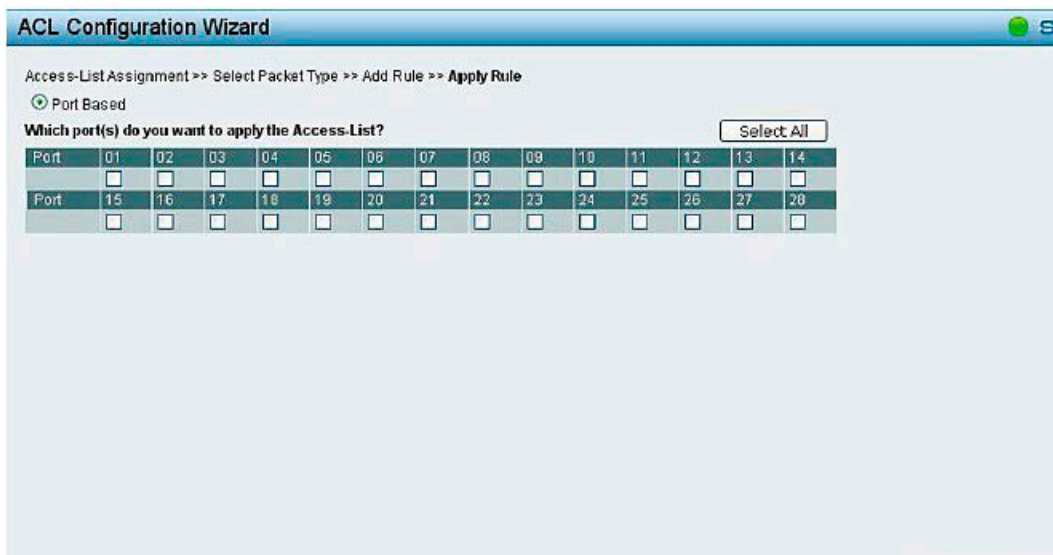 ACL Configuration Wizard
S
Access-List Assignment >> Select Packet Type >> Add Rule >> Apply Rule
Port Based
Which port(s) do you want to apply the Access-List?
Select All
Port 01 02 03 04 05 06 07 08 09 10 11 12 13 14
Port 15 16 17 18 19 20 21 22 23 24 25 26 27 28